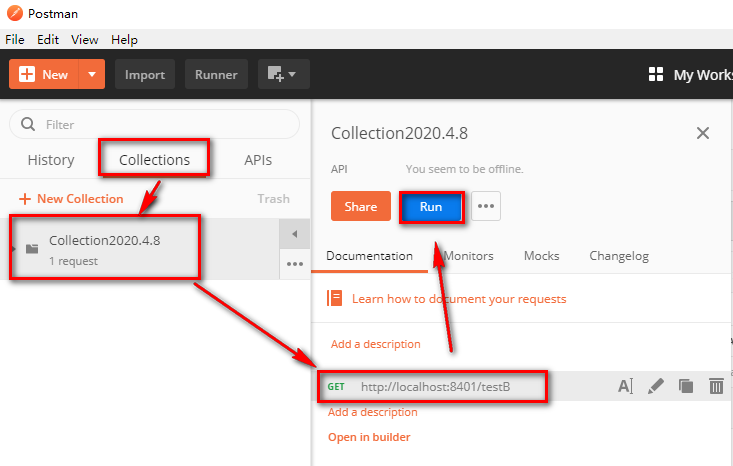 Postman
File Edit View Help
New Import Runner My Works
Filter
History Collections APIs
New Collection Trash
Collection2020.4.8
1 request
Collection2020.4.8
API You seem to be offline.
Share Run
Documentation Monitors Mocks Changelog
Learn how to document your requests
Add a description
GET http://localhost:8401/testB
Add a description
Open in builder